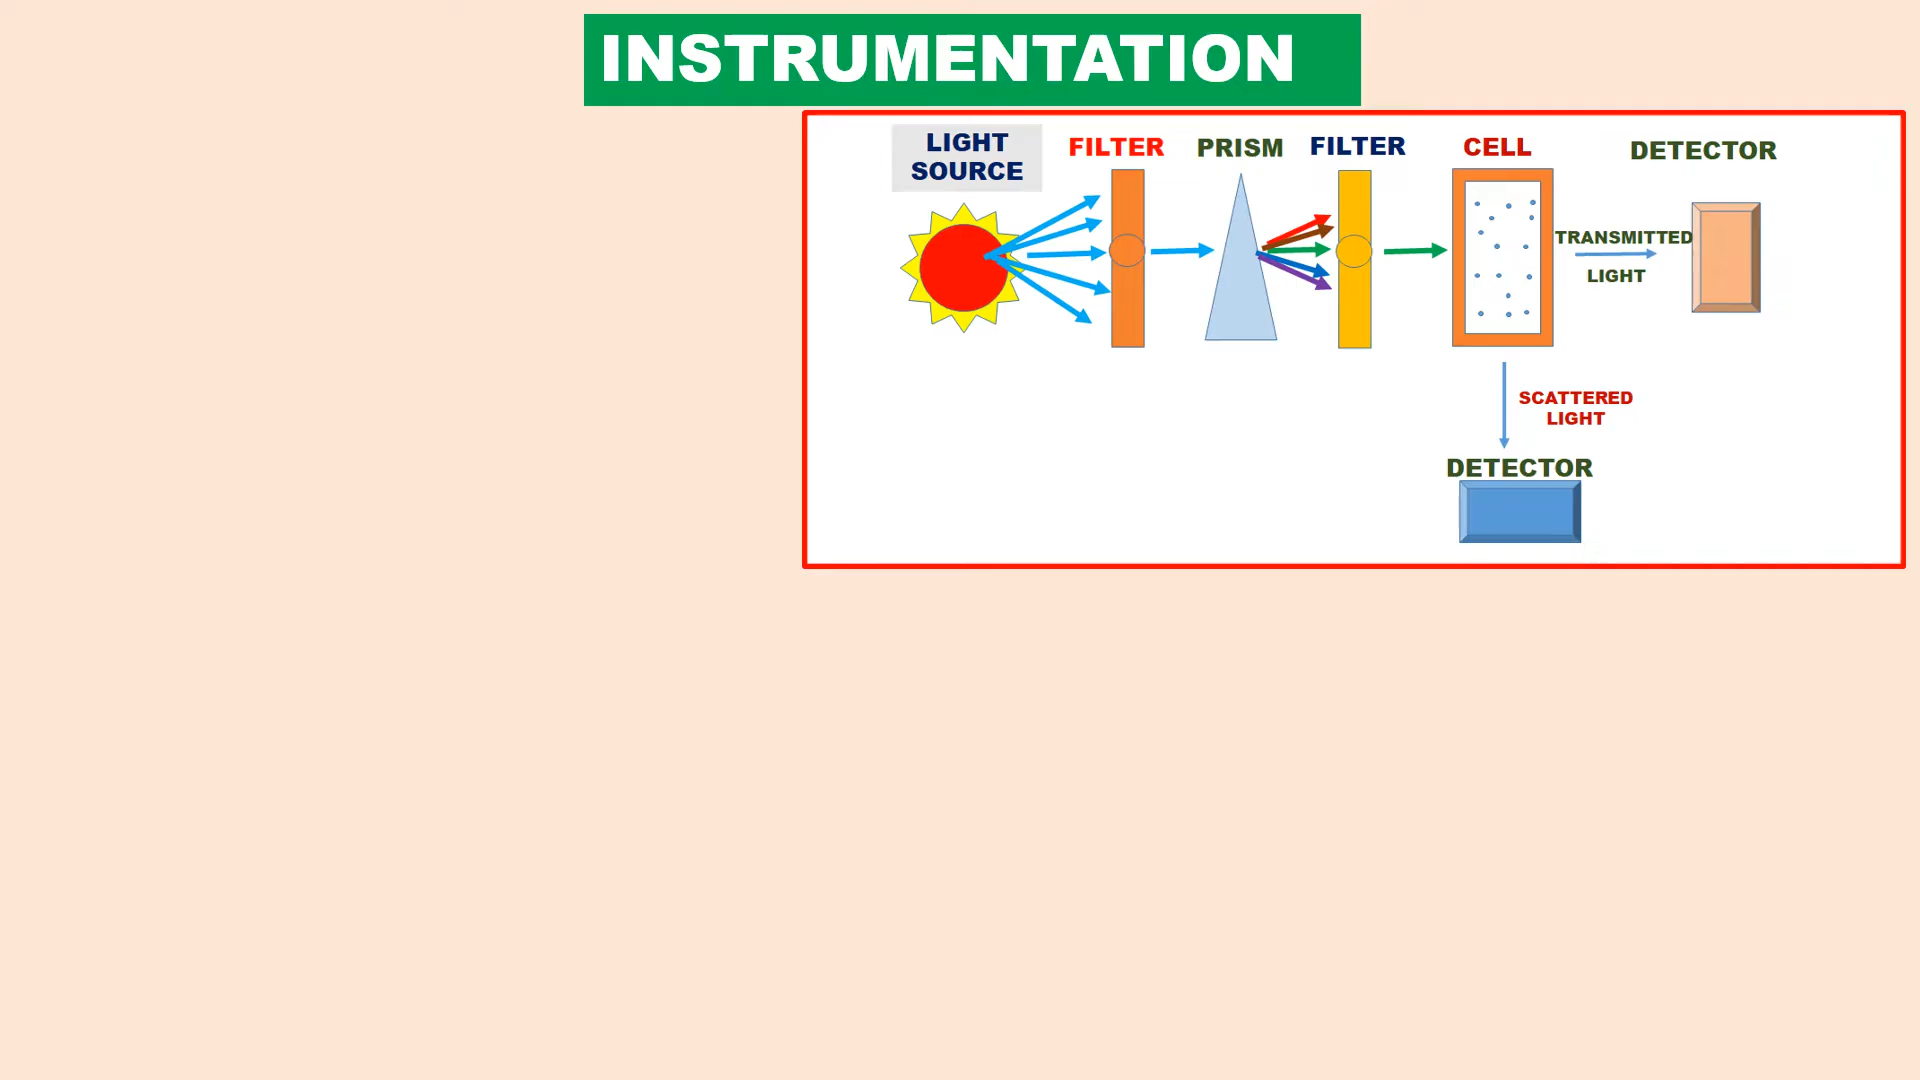 INSTRUMENTATION
LIGHT
SOURCE
FILTER
PRISM
FILTER
CELL
DETECTOR
TRANSMITTED
LIGHT
SCATTERED
LIGHT
DETECTOR